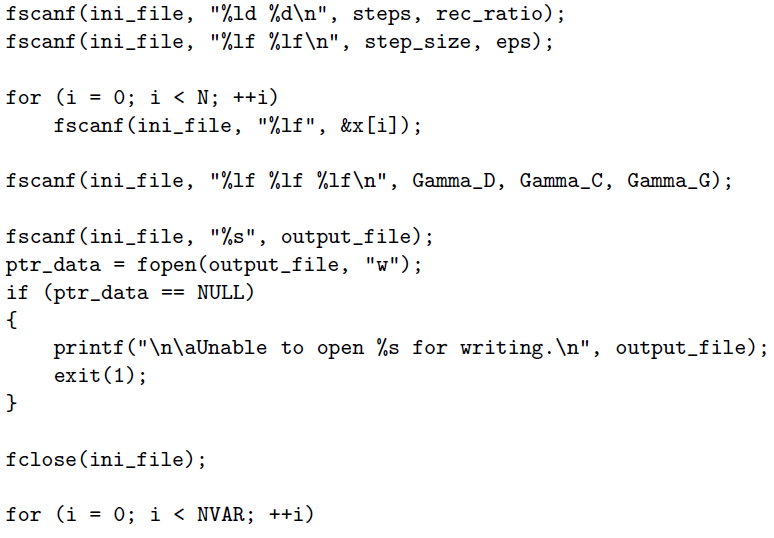 fscanf(ini_file, "%ld %d\n", steps, rec_ratio);
fscanf(ini_file, "%lf %lf\n", step_size, eps);
for (i = 0; i < N; ++i)
fscanf(ini_file, "%lf", &x[i]);
fscanf(ini_file, "%lf %lf %lf\n", Gamma_D, Gamma_C, Gamma_G);
fscanf(ini_file, "%s", output_file);
ptr_data = fopen(output_file, "w");
if (ptr_data == NULL)
{
printf("\n\aUnable to open %s for writing.\n", output_file);
exit(1);
}
fclose(ini_file);
for (i = 0; i < NVAR; ++i)